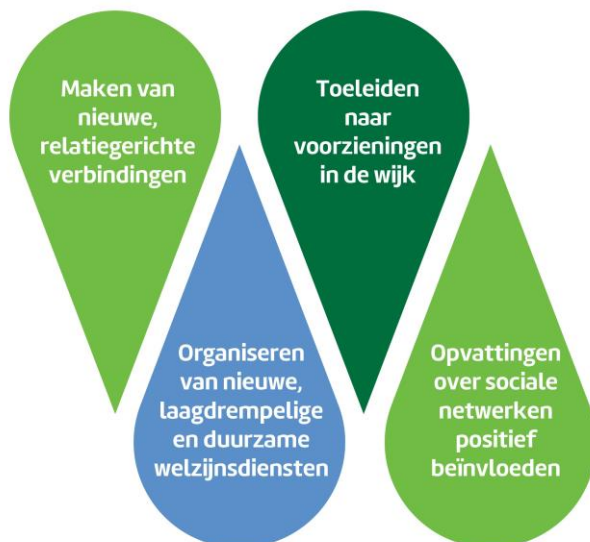 Maken van
nieuwe,
relatiegerichte
verbindingen
Toeleiden
naar
voorzieningen
in de wijk
Organiseren
van nieuwe,
laagdrempelige
en duurzame
welzijnsdiensten
Opvattingen
over sociale
netwerken
positief
beïnvloeden